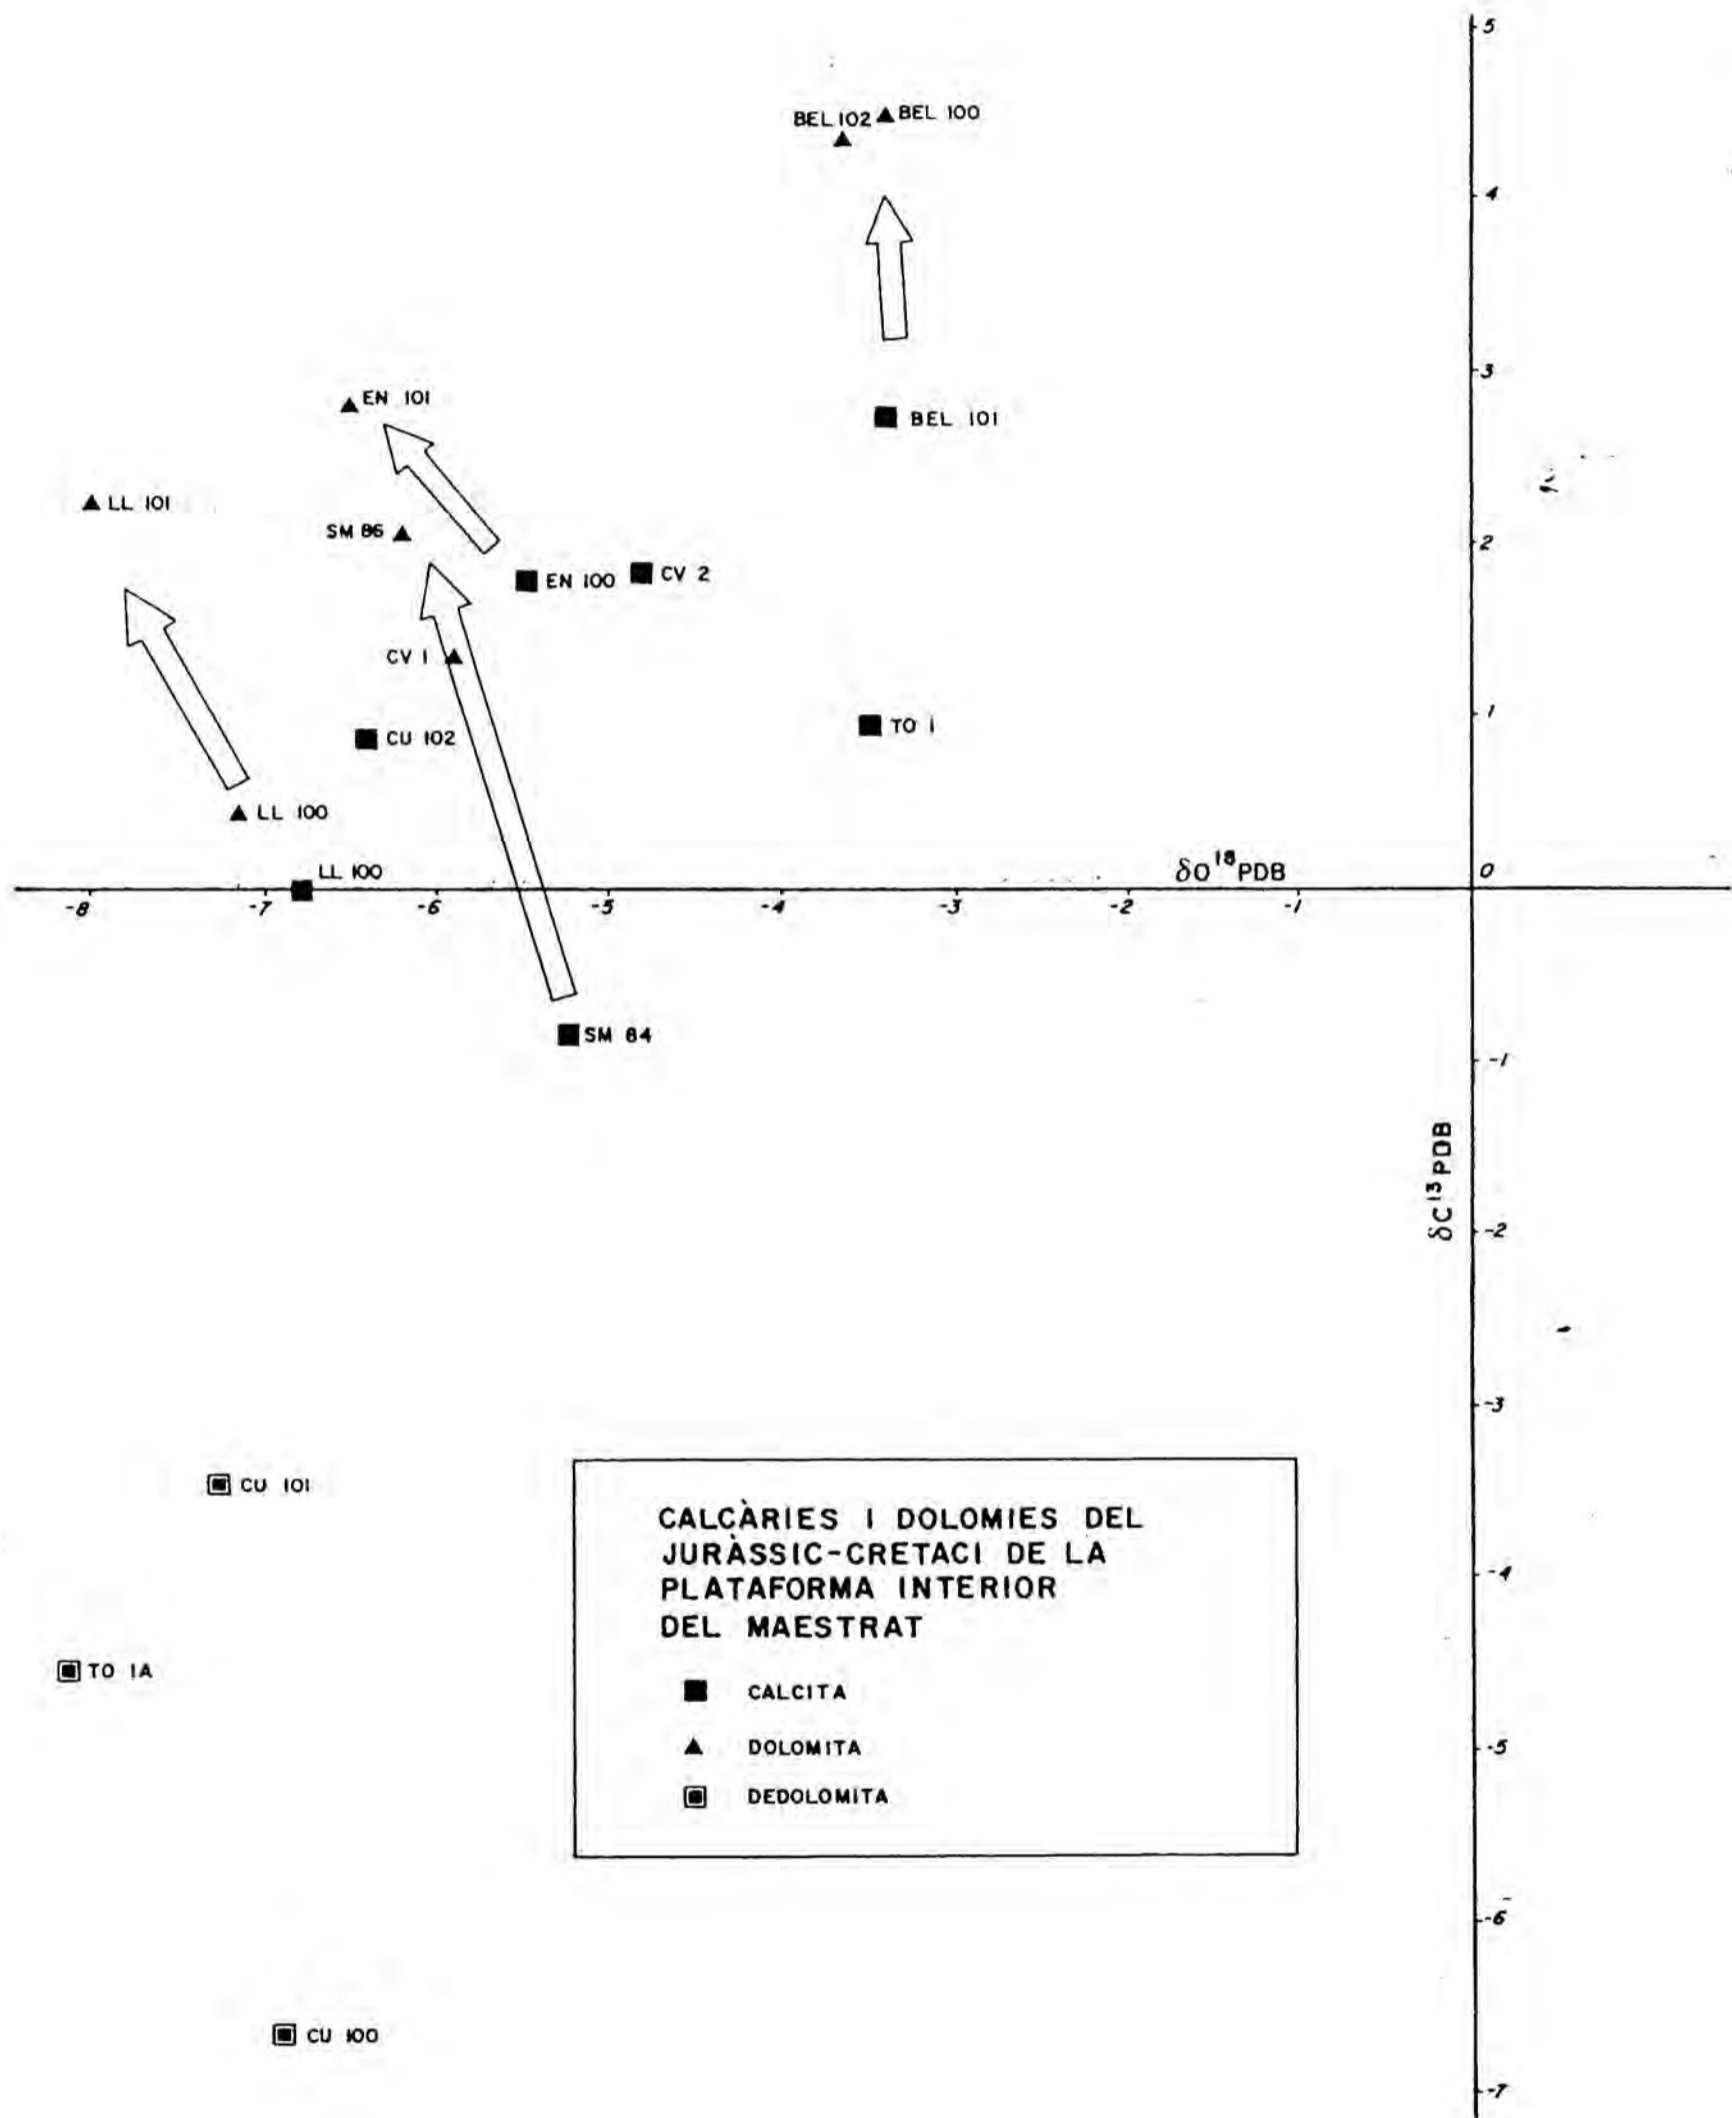 5
BEL 102
BEL 100
4
3
EN 101
BEL 101
LL 101
SM 86
2
EN 100
CV 2
CV 1
1
CU 102
TO 1
LL 100
LL 100
δO¹⁸PDB
0
-8
-7
-6
-5
-4
-3
-2
-1
SM 84
-1
δC¹³PDB
-2
-3
CU 101
CALCÀRIES I DOLOMIES DEL
JURÀSSIC-CRETACI DE LA
PLATAFORMA INTERIOR
DEL MAESTRAT
-4
TO 1A
CALCITA
DOLOMITA
-5
DEDOLOMITA
-6
CU 100
-7